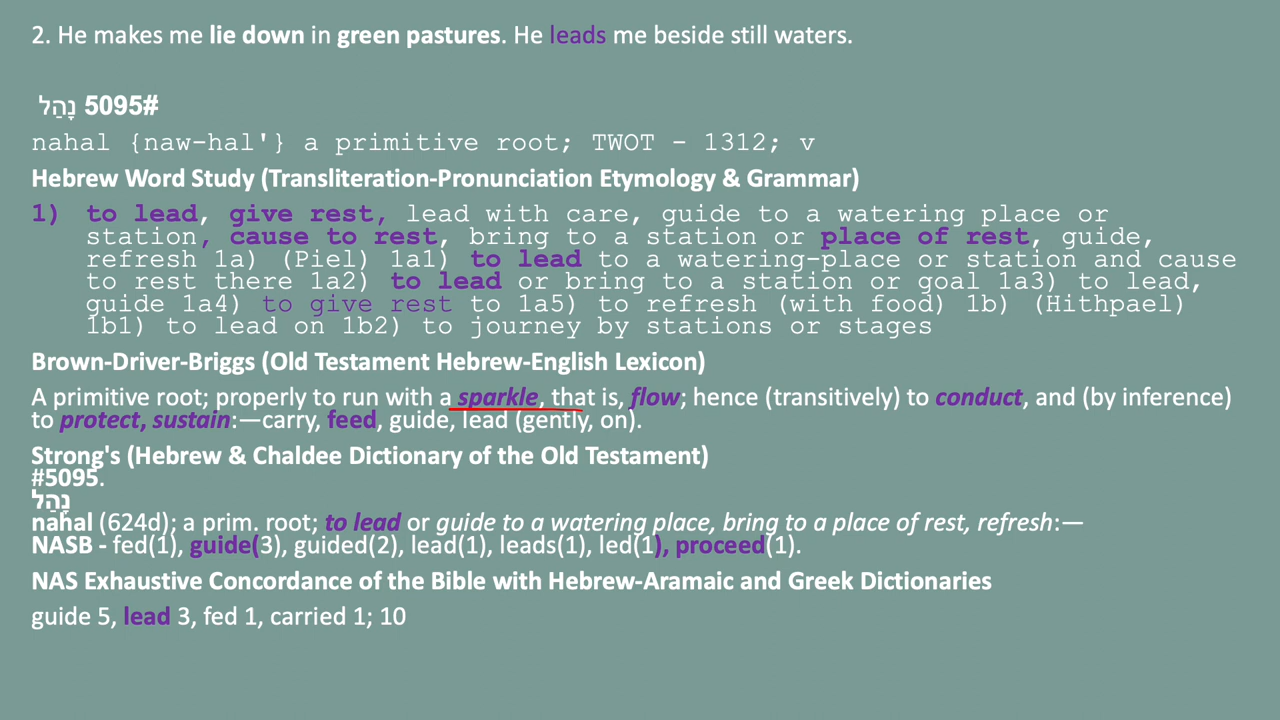 2. He makes me lie down in green pastures. He leads me beside still waters.
נָהַל 5095#
nahal {naw-hal'} a primitive root; TWOT - 1312; v
Hebrew Word Study (Transliteration-Pronunciation Etymology & Grammar)
1) to lead, give rest, lead with care, guide to a watering place or
station, cause to rest, bring to a station or place of rest, guide,
refresh 1a) (Piel) 1a1) to lead to a watering-place or station and cause
to rest there 1a2) to lead or bring to a station or goal 1a3) to lead,
guide 1a4) to give rest to 1a5) to refresh (with food) 1b) (Hithpael)
1b1) to lead on 1b2) to journey by stations or stages
Brown-Driver-Briggs (Old Testament Hebrew-English Lexicon)
A primitive root; properly to run with a sparkle, that is, flow; hence (transitively) to conduct, and (by inference)
to protect, sustain:—carry, feed, guide, lead (gently, on).
Strong's (Hebrew & Chaldee Dictionary of the Old Testament)
#5095.
נָהַל
nahal (624d); a prim. root; to lead or guide to a watering place, bring to a place of rest, refresh:—
NASB - fed(1), guide(3), guided(2), lead(1), leads(1), led(1), proceed(1).
NAS Exhaustive Concordance of the Bible with Hebrew-Aramaic and Greek Dictionaries
guide 5, lead 3, fed 1, carried 1; 10